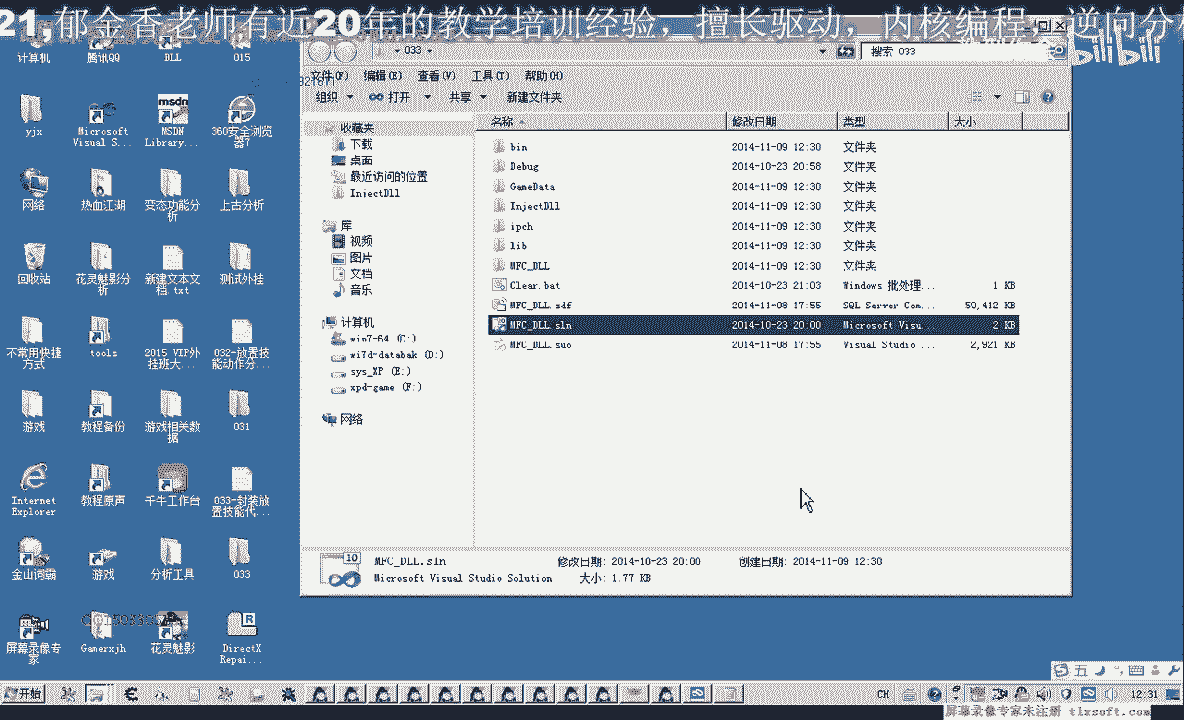 21,郁金香老师有近20年的教学培训经验，擅长驱动，内核编程，逆向分析
bilibili
计算机
腾讯QQ
DLL
015
yjx
Microsoft Visual S...
MSDN Library...
360安全浏览器7
网络
热血江湖
变态功能分析
上古分析
回收站
花灵魅影分析
新建文本文档.txt
测试外挂
不常用快捷方式
tools
2015 VIP外挂班大...
032-放置技能动作分...
游戏
教程备份
游戏相关数据
031
Internet Explorer
教程原声
千牛工作台
033-封装放置技能代...
金山词霸
游戏
分析工具
033
屏幕录像专家
Gamerxjh
花灵魅影
DirectX Repai...
033
搜索 033
文件(F) 编辑(E) 查看(V) 工具(T) 帮助(H)
组织 打开 共享 新建文件夹
收藏夹
下载
桌面
最近访问的位置
InjectDll
库
视频
图片
文档
音乐
计算机
win7-64 (C:)
wi7d-databak (D:)
sys_XP (E:)
xpd-game (F:)
网络
名称 修改日期 类型 大小
bin 2014-11-09 12:30 文件夹
Debug 2014-10-23 20:58 文件夹
GameData 2014-11-09 12:30 文件夹
InjectDll 2014-11-09 12:30 文件夹
ipch 2014-11-09 12:30 文件夹
lib 2014-11-09 12:30 文件夹
MFC_DLL 2014-11-09 12:30 文件夹
Clear.bat 2014-10-23 21:03 Windows 批处理... 1 KB
MFC_DLL.sdf 2014-11-08 17:55 SQL Server Com... 50,412 KB
MFC_DLL.sln 2014-10-23 20:00 Microsoft Visu... 2 KB
MFC_DLL.suo 2014-11-08 17:55 Visual Studio ... 2,921 KB
MFC_DLL.sln 修改日期: 2014-10-23 20:00 创建日期: 2014-11-09 12:30
Microsoft Visual Studio Solution 大小: 1.77 KB
五
开始
CH
12:31
屏幕录像专家未注册 tlxsoft.com